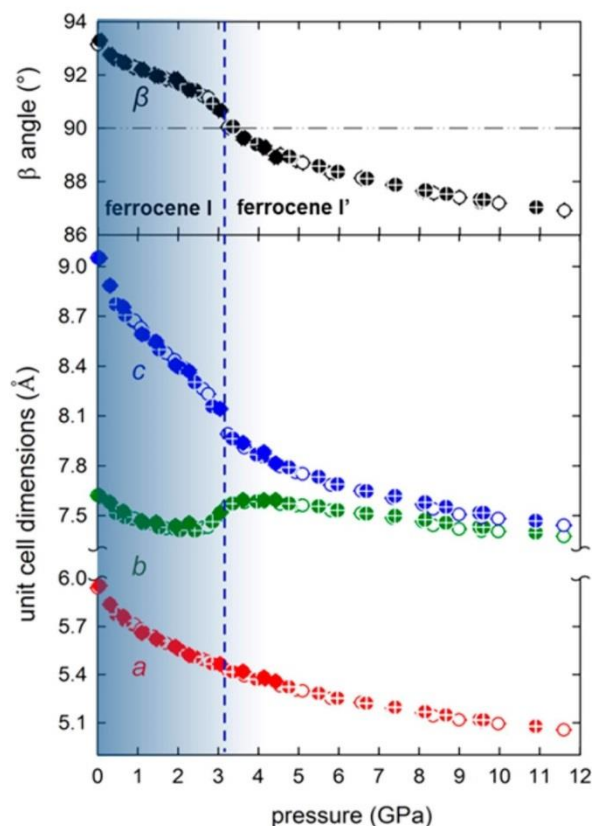 94
92
90
88
86
β angle (°)
β
ferrocene I ferrocene I’
9.0
8.7
8.4
8.1
7.8
7.5
6.0
5.7
5.4
5.1
unit cell dimensions (Å)
c
b
a
0 1 2 3 4 5 6 7 8 9 10 11 12
pressure (GPa)